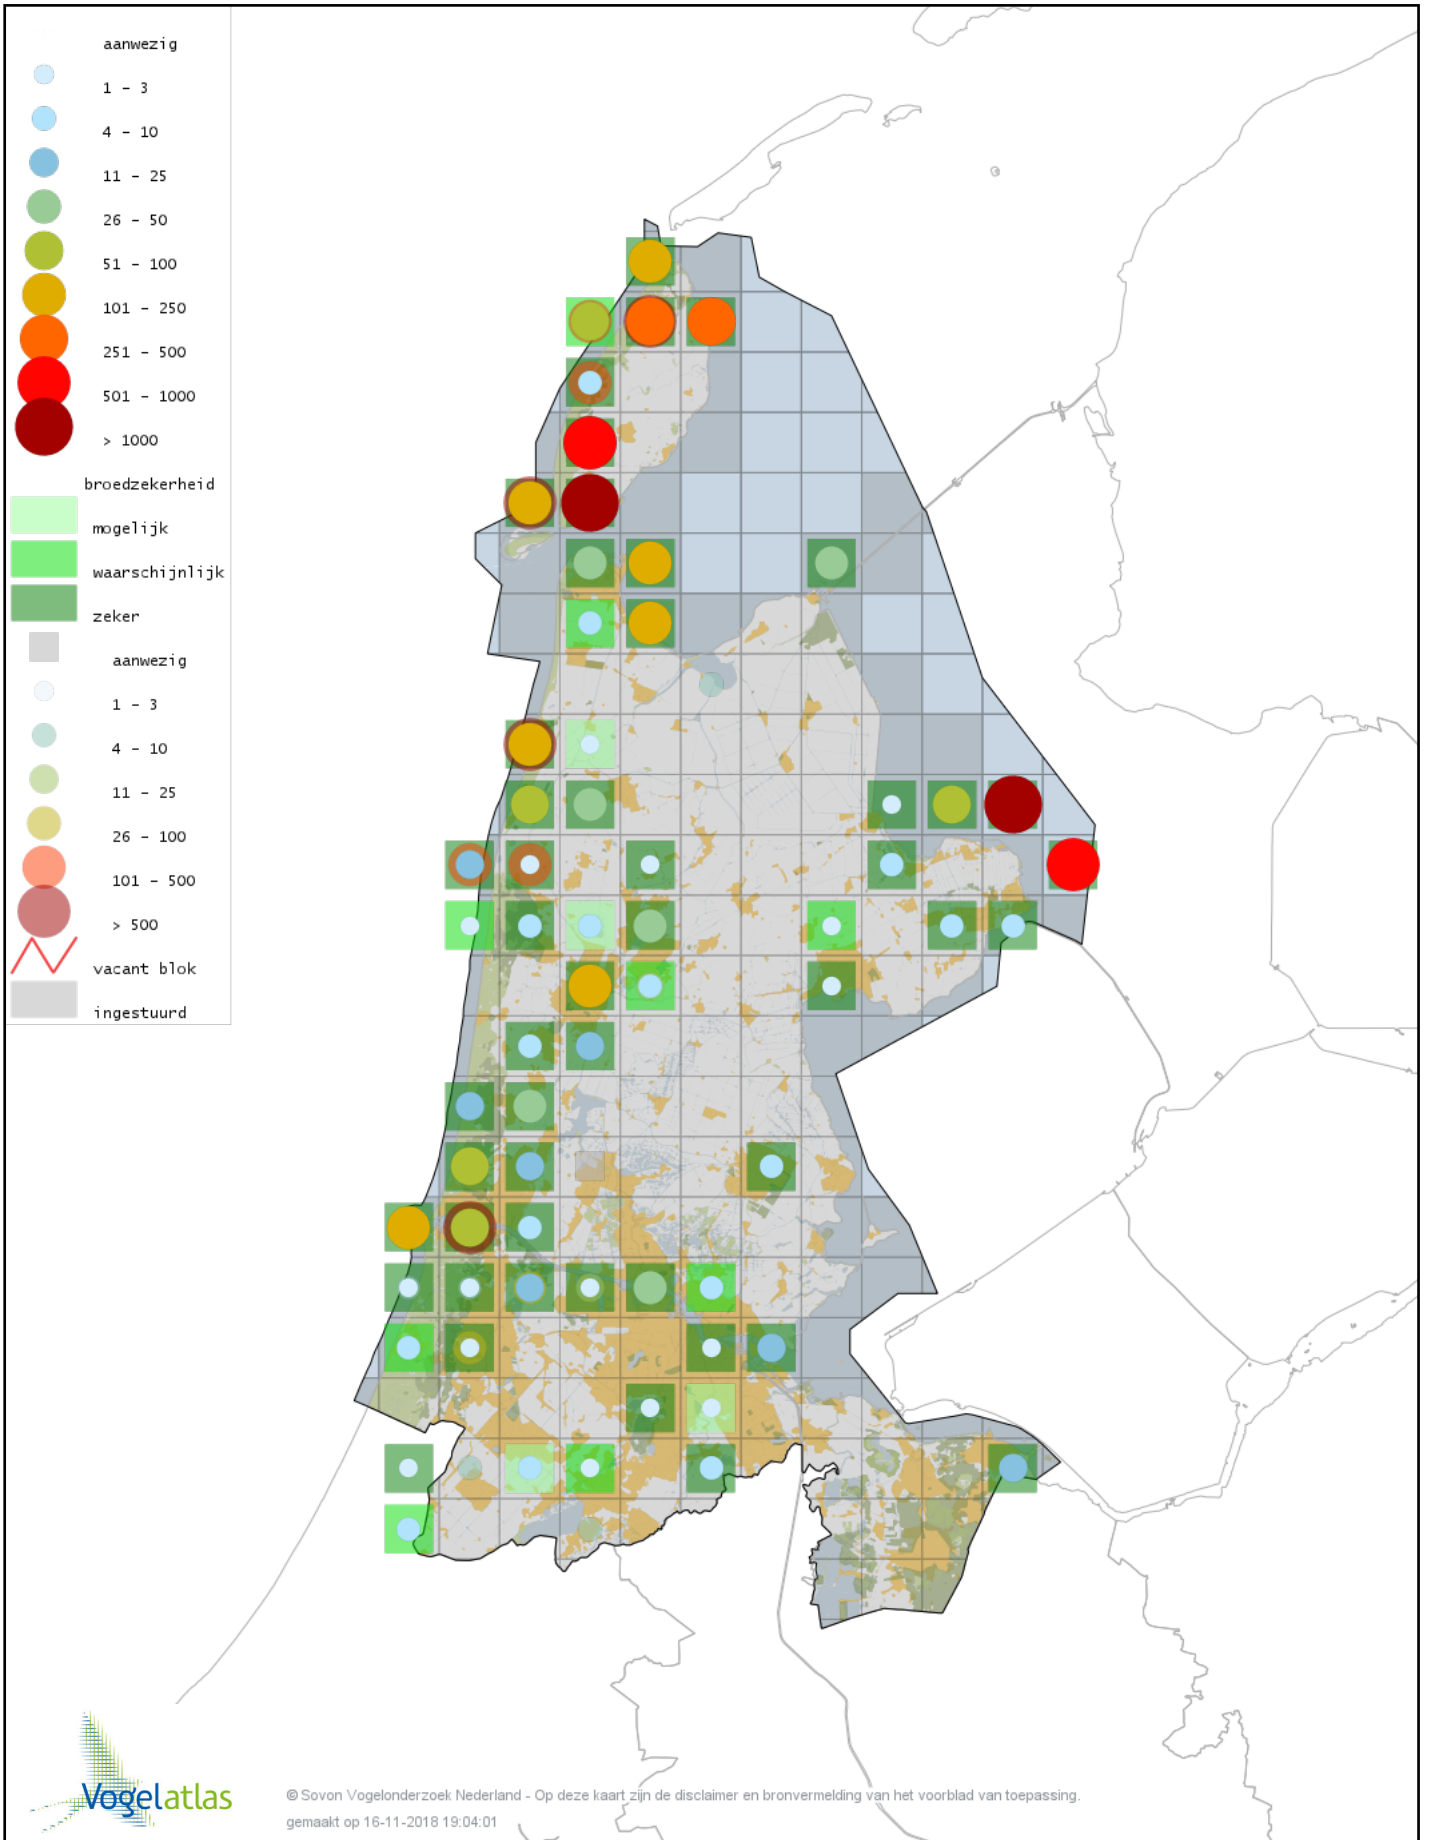 aanwezig
1 - 3
4 - 10
11 - 25
26 - 50
51 - 100
101 - 250
251 - 500
501 - 1000
> 1000
broedzekerheid
mogelijk
waarschijnlijk
zeker
aanwezig
1 - 3
4 - 10
11 - 25
26 - 100
101 - 500
> 500
vacant blok
ingestuurd
Vogelatlas
© Sovon Vogelonderzoek Nederland - Op deze kaart zijn de disclaimer en bronvermelding van het voorblad van toepassing.
gemaakt op 16-11-2018 19:04:01